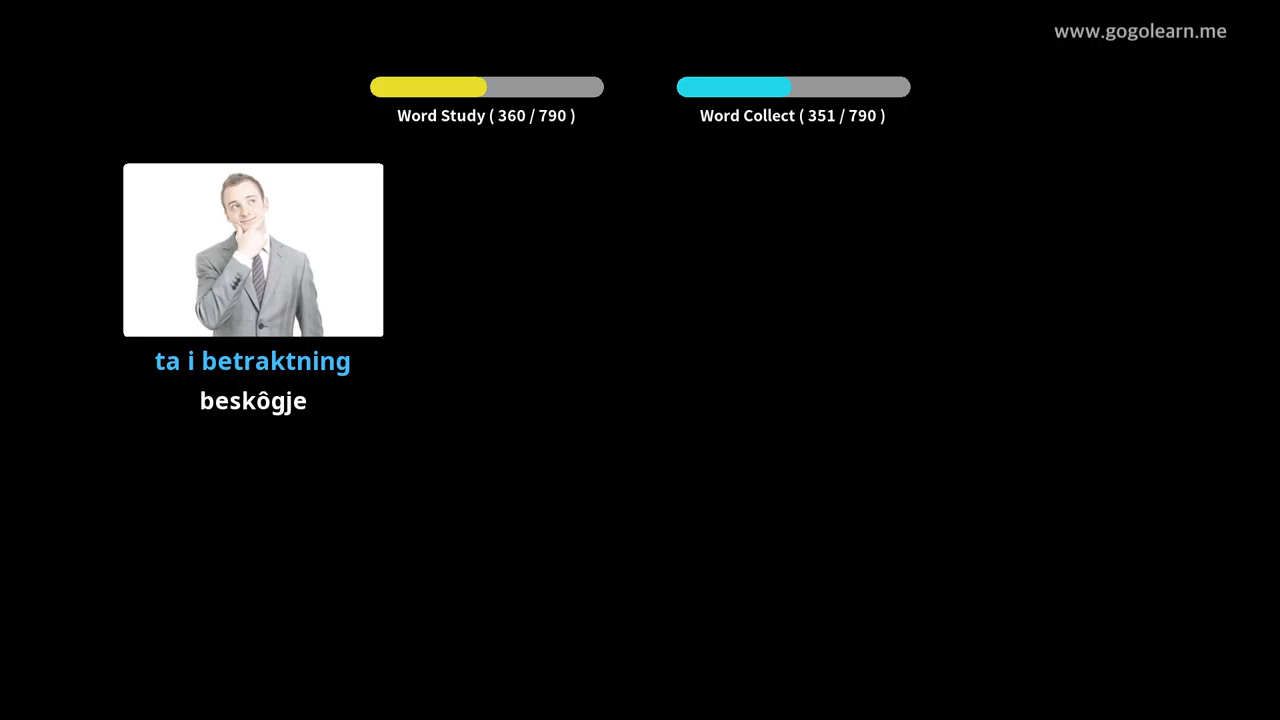 www.gogolearn.me
Word Study ( 360 / 790 )
Word Collect ( 351 / 790 )
ta i betraktning
beskôgje